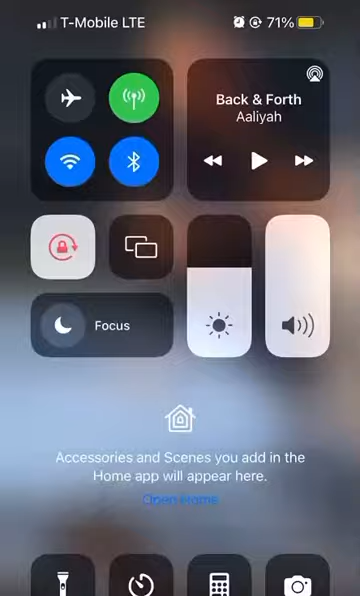 T-Mobile LTE
71%
Back & Forth
Aaliyah
Focus
Accessories and Scenes you add in the
Home app will appear here.
Open Home